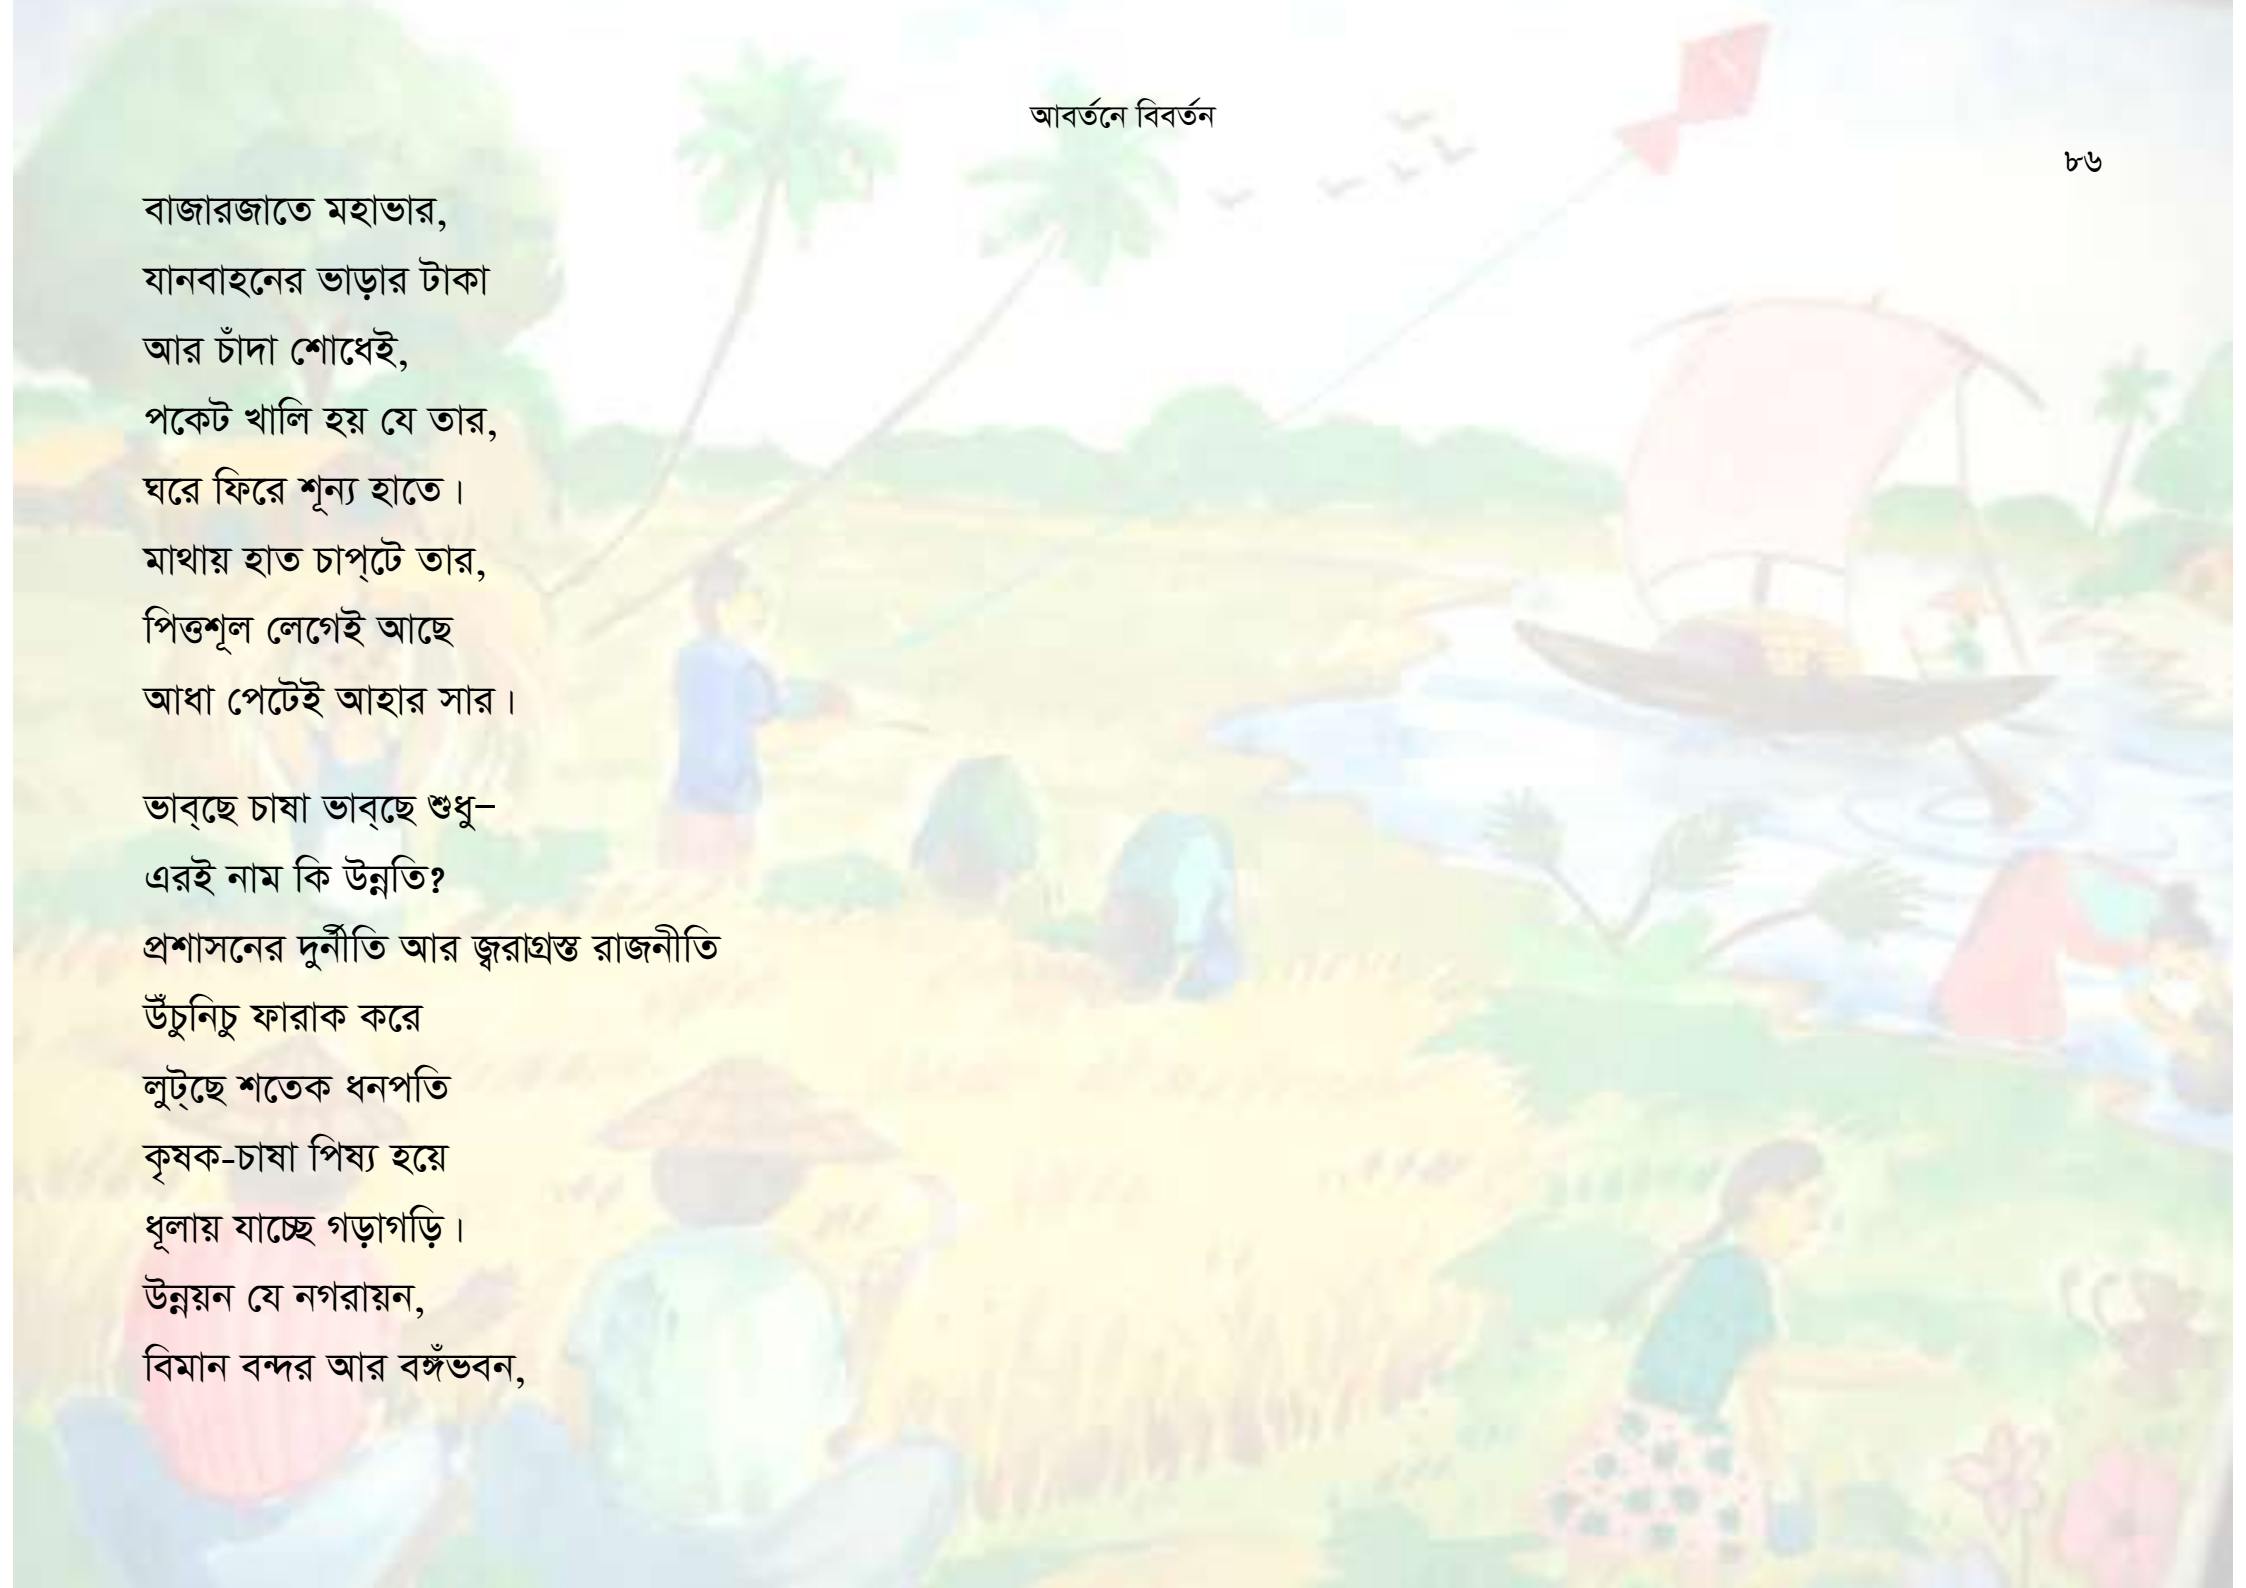 আবর্তনে বিবর্তন
৮৬
বাজারজাতে মহাভার,
যানবাহনের ভাড়ার টাকা
আর চাঁদা শোধেই,
পকেট খালি হয় যে তার,
ঘরে ফিরে শূন্য হাতে।
মাথায় হাত চাপ্‌টে তার,
পিত্তশূল লেগেই আছে
আধা পেটেই আহার সার।
ভাব্‌ছে চাষা ভাব্‌ছে শুধু–
এরই নাম কি উন্নতি?
প্রশাসনের দুর্নীতি আর জ্বরাগ্রস্ত রাজনীতি
উঁচুনিচু ফারাক করে
লুট্‌ছে শতেক ধনপতি
কৃষক-চাষা পিষ্য হয়ে
ধূলায় যাচ্ছে গড়াগড়ি।
উন্নয়ন যে নগরায়ন,
বিমান বন্দর আর বঙ্গঁভবন,